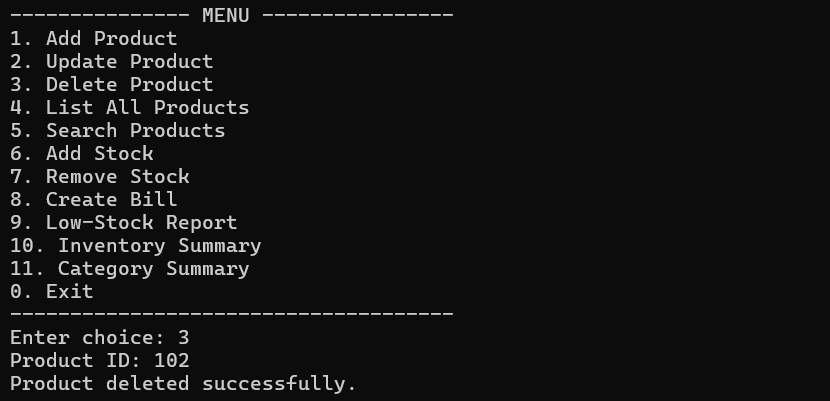 --------------- MENU ----------------
1. Add Product
2. Update Product
3. Delete Product
4. List All Products
5. Search Products
6. Add Stock
7. Remove Stock
8. Create Bill
9. Low-Stock Report
10. Inventory Summary
11. Category Summary
0. Exit
-------------------------------------
Enter choice: 3
Product ID: 102
Product deleted successfully.